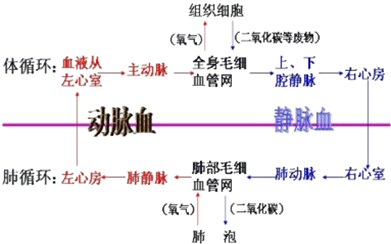 组织细胞
（氧气） （二氧化碳等废物）
体循环: 血液从左心室 主动脉 全身毛细血管网 上、下腔静脉 右心房
动脉血 静脉血
肺循环: 左心房 肺静脉 肺部毛细血管网 肺动脉 右心室
（氧气） （二氧化碳）
肺 泡